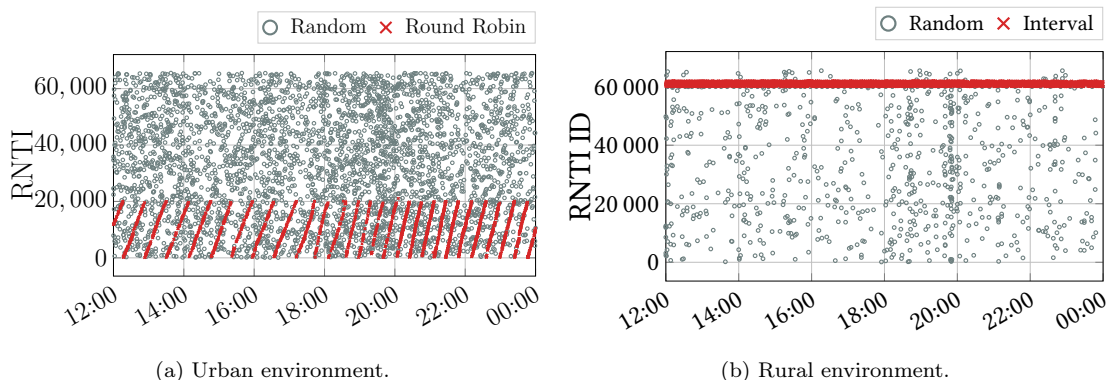 Random Round Robin
RNTI
60,000
40,000
20,000
0
12:00 14:00 16:00 18:00 20:00 22:00 00:00
(a) Urban environment.
Random Interval
RNTI ID
60 000
40 000
20 000
0
12:00 14:00 16:00 18:00 20:00 22:00 00:00
(b) Rural environment.